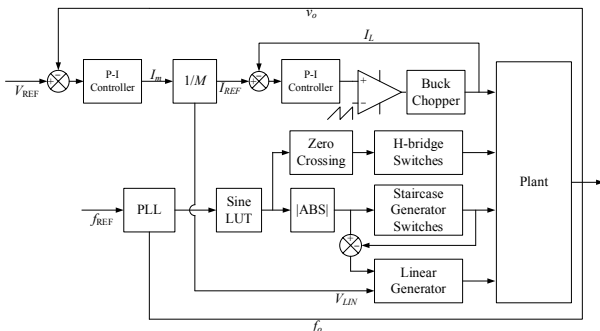 v_o
I_L
P-I
Controller
I_m
1/M
I_REF
P-I
Controller
Buck
Chopper
V_REF
Zero
Crossing
H-bridge
Switches
Plant
f_REF
PLL
Sine
LUT
|ABS|
Staircase
Generator
Switches
Linear
Generator
V_LIN
f_o